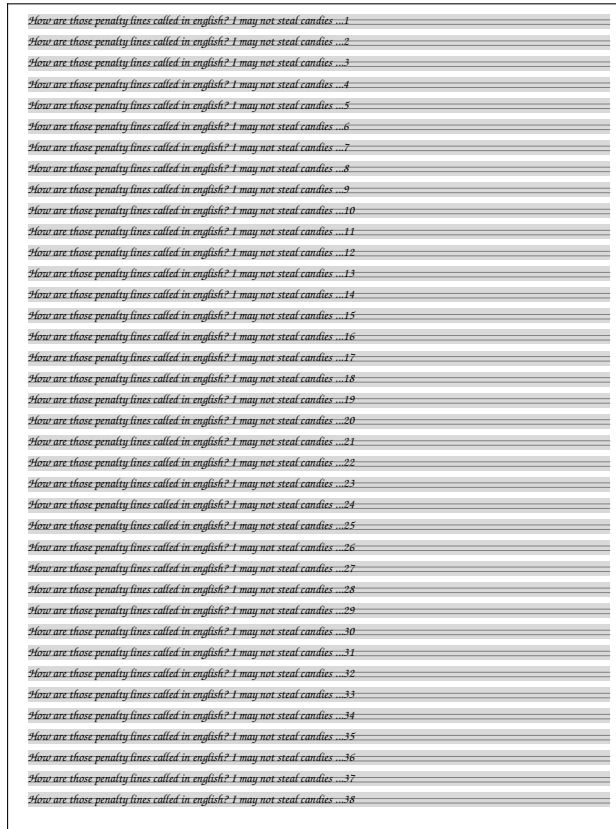 How are those penalty lines called in english? I may not steal candies ...1
How are those penalty lines called in english? I may not steal candies ...2
How are those penalty lines called in english? I may not steal candies ...3
How are those penalty lines called in english? I may not steal candies ...4
How are those penalty lines called in english? I may not steal candies ...5
How are those penalty lines called in english? I may not steal candies ...6
How are those penalty lines called in english? I may not steal candies ...7
How are those penalty lines called in english? I may not steal candies ...8
How are those penalty lines called in english? I may not steal candies ...9
How are those penalty lines called in english? I may not steal candies ...10
How are those penalty lines called in english? I may not steal candies ...11
How are those penalty lines called in english? I may not steal candies ...12
How are those penalty lines called in english? I may not steal candies ...13
How are those penalty lines called in english? I may not steal candies ...14
How are those penalty lines called in english? I may not steal candies ...15
How are those penalty lines called in english? I may not steal candies ...16
How are those penalty lines called in english? I may not steal candies ...17
How are those penalty lines called in english? I may not steal candies ...18
How are those penalty lines called in english? I may not steal candies ...19
How are those penalty lines called in english? I may not steal candies ...20
How are those penalty lines called in english? I may not steal candies ...21
How are those penalty lines called in english? I may not steal candies ...22
How are those penalty lines called in english? I may not steal candies ...23
How are those penalty lines called in english? I may not steal candies ...24
How are those penalty lines called in english? I may not steal candies ...25
How are those penalty lines called in english? I may not steal candies ...26
How are those penalty lines called in english? I may not steal candies ...27
How are those penalty lines called in english? I may not steal candies ...28
How are those penalty lines called in english? I may not steal candies ...29
How are those penalty lines called in english? I may not steal candies ...30
How are those penalty lines called in english? I may not steal candies ...31
How are those penalty lines called in english? I may not steal candies ...32
How are those penalty lines called in english? I may not steal candies ...33
How are those penalty lines called in english? I may not steal candies ...34
How are those penalty lines called in english? I may not steal candies ...35
How are those penalty lines called in english? I may not steal candies ...36
How are those penalty lines called in english? I may not steal candies ...37
How are those penalty lines called in english? I may not steal candies ...38